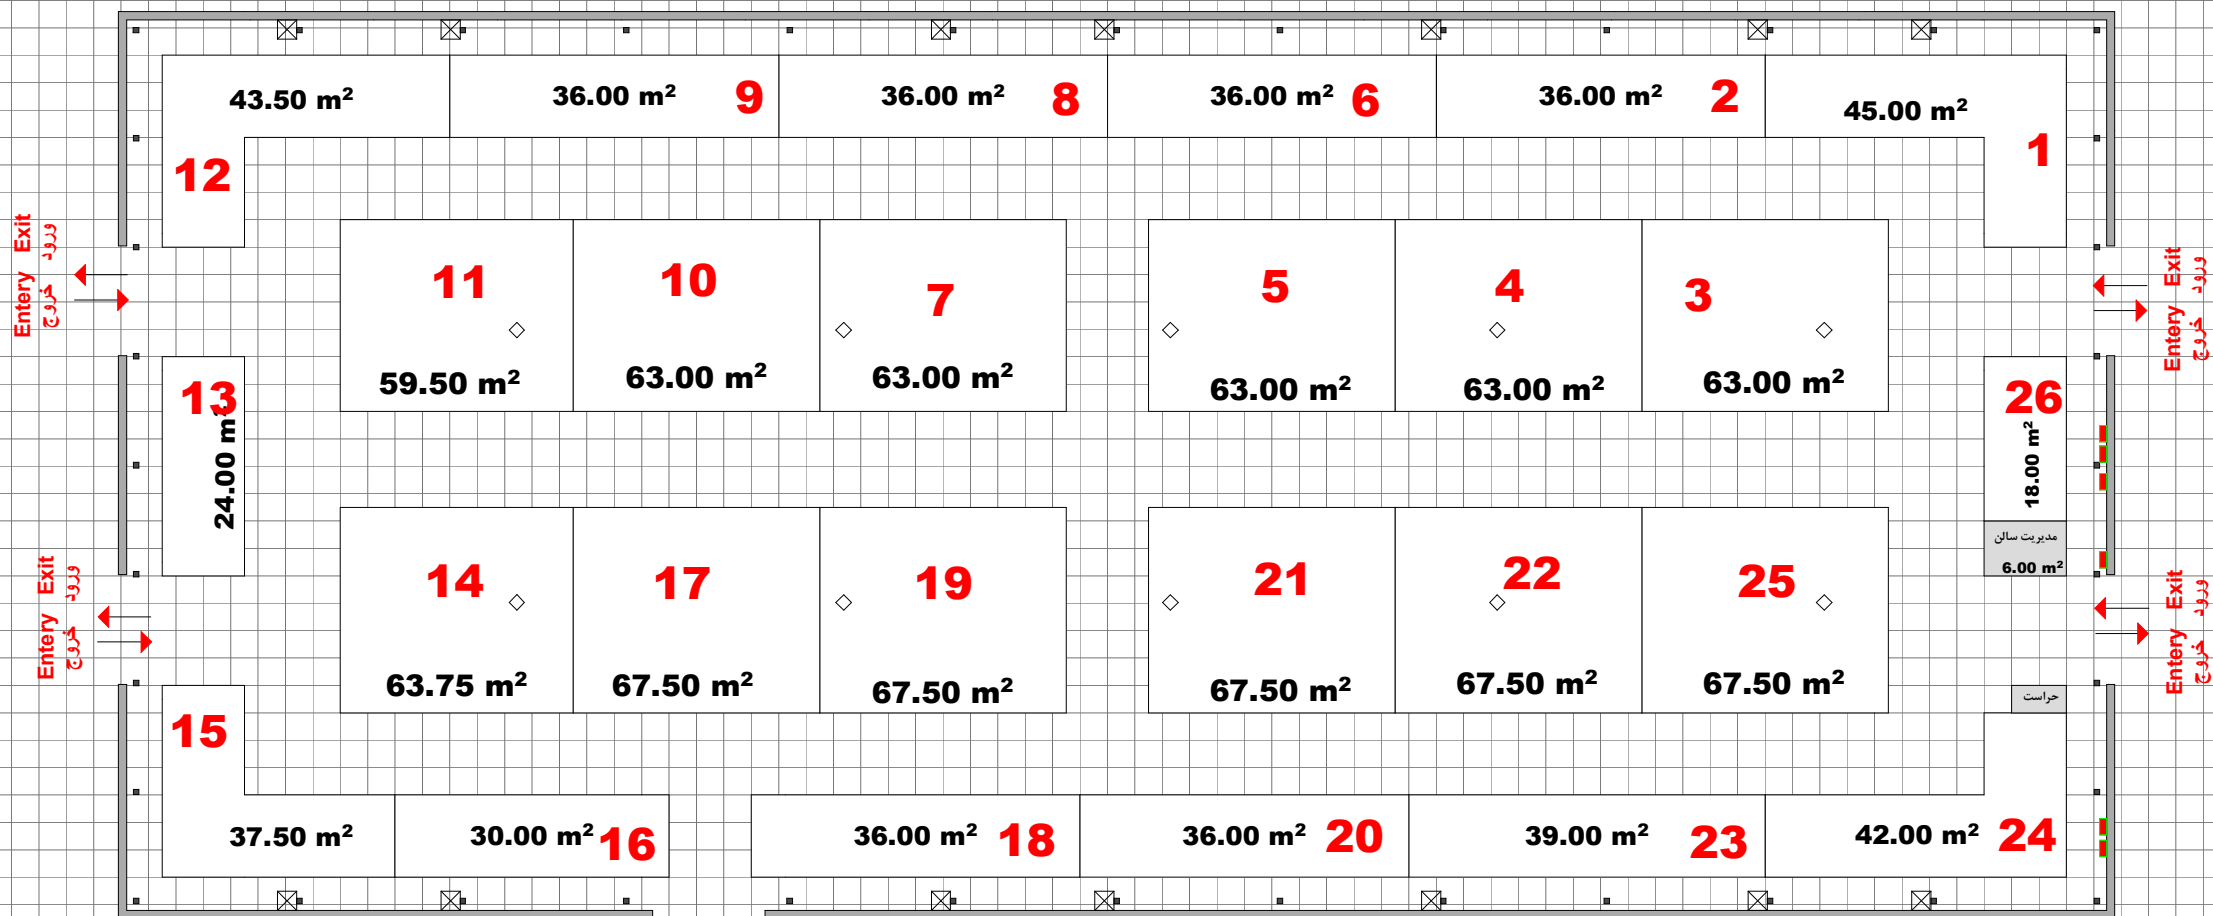 43.50 m²
12
36.00 m² 9
36.00 m² 8
36.00 m² 6
36.00 m² 2
45.00 m²
1
Entery Exit
ورود خروج
11
59.50 m²
10
63.00 m²
7
63.00 m²
5
63.00 m²
4
63.00 m²
3
63.00 m²
Entery Exit
ورود خروج
13
24.00 m²
26
18.00 m²
مدیریت سالن
6.00 m²
Entery Exit
ورود خروج
14
63.75 m²
17
67.50 m²
19
67.50 m²
21
67.50 m²
22
67.50 m²
25
67.50 m²
Entery Exit
ورود خروج
حراست
15
37.50 m²
30.00 m² 16
36.00 m² 18
36.00 m² 20
39.00 m² 23
42.00 m² 24